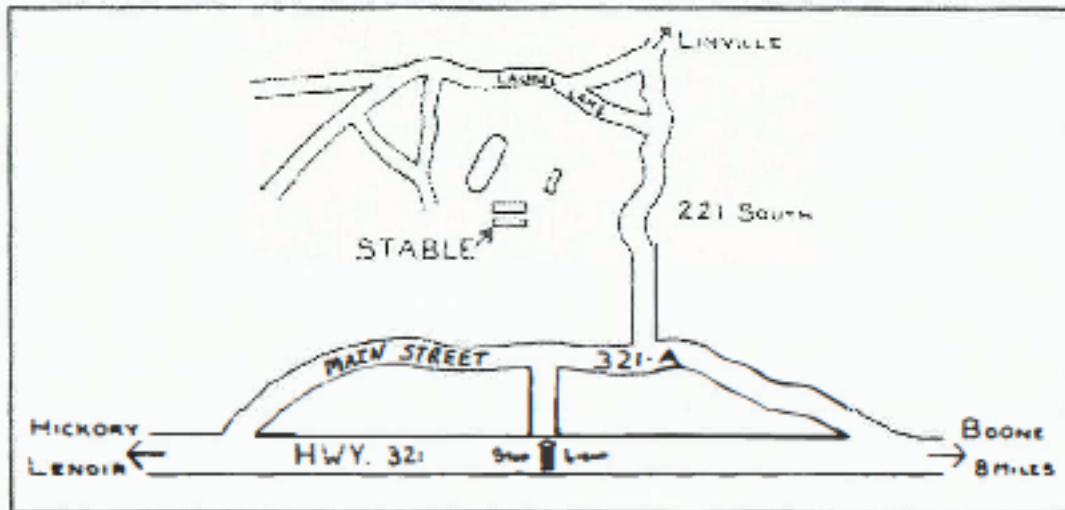 LINVILLE
LAUREL
LANE
221 SOUTH
STABLE
MAIN STREET
321-A
HICKORY
BOONE
HWY. 321
STOP LIGHT
LENOIR
8 MILES